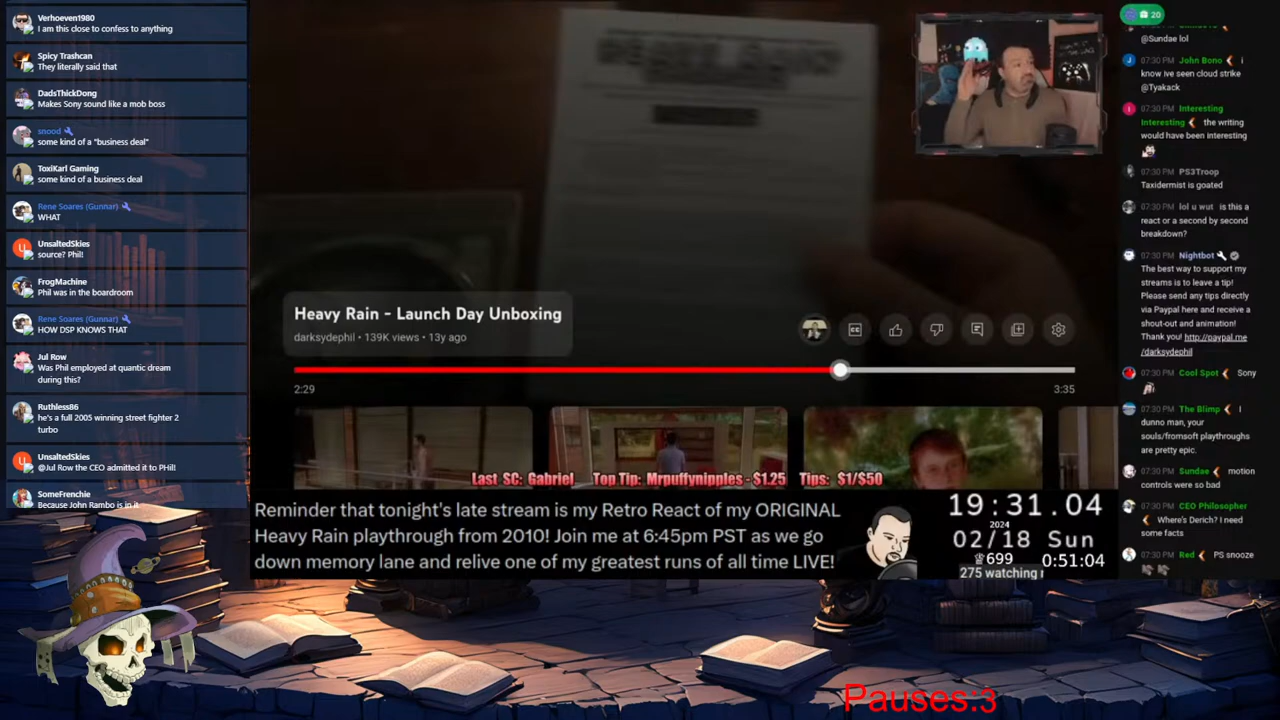 Verhoeven1980
I am this close to confess to anything
Spicy Trashcan
They literally said that
DadsThickDong
Makes Sony sound like a mob boss
snood
some kind of a "business deal"
ToxiKarl Gaming
some kind of a business deal
Rene Soares (Gunnar)
WHAT
UnsaltedSkies
source? Phil!
FrogMachine
Phil was in the boardroom
Rene Soares (Gunnar)
HOW DSP KNOWS THAT
Jul Row
Was Phil employed at quantic dream
during this?
Ruthless86
he's a full 2005 winning street fighter 2
turbo
UnsaltedSkies
@Jul Row the CEO admitted it to PHil!
SomeFrenchie
Because John Rambo is in it
Heavy Rain - Launch Day Unboxing
darksydephil • 139K views • 13y ago
CC
2:29
3:35
Last SC: Gabriel Top Tip: Mrpuffynipples - $1.25 Tips: $1/$50
Reminder that tonight's late stream is my Retro React of my ORIGINAL
Heavy Rain playthrough from 2010! Join me at 6:45pm PST as we go
down memory lane and relive one of my greatest runs of all time LIVE!
19:31.04
2024
02/18 Sun
699
275 watching
0:51:04
20
@Sundae lol
07:30 PM John Bono i
know ive seen cloud strike
@Tyakack
07:30 PM Interesting
Interesting the writing
would have been interesting
07:30 PM PS3Troop
Taxidermist is goated
07:30 PM lol u wut is this a
react or a second by second
breakdown?
07:30 PM Nightbot
The best way to support my
streams is to leave a tip!
Please send any tips directly
via Paypal here and receive a
shout-out and animation!
Thank you! http://paypal.me
/darksydephil
07:30 PM Cool Spot Sony
07:30 PM The Blimp I
dunno man, your
souls/fromsoft playthroughs
are pretty epic.
07:30 PM Sundae motion
controls were so bad
07:30 PM CEO Philosopher
Where's Derich? I need
some facts
07:30 PM Red PS snooze
Pauses:3